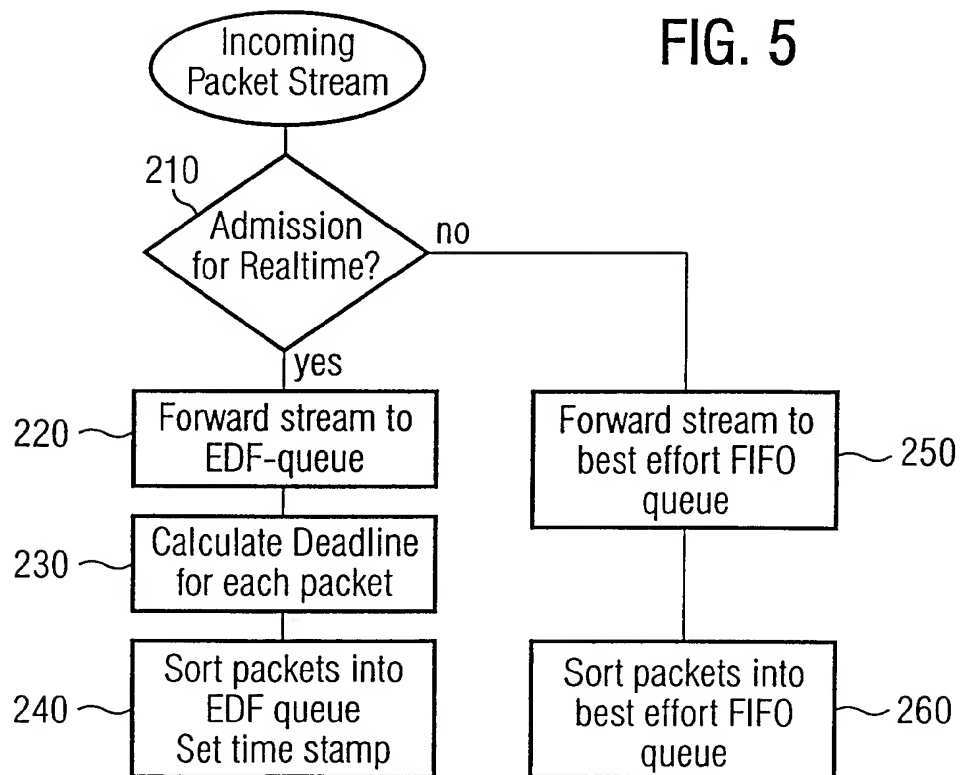 FIG. 5
Incoming
Packet Stream
210
Admission
for Realtime?
no
yes
220
Forward stream to
EDF-queue
230
Calculate Deadline
for each packet
240
Sort packets into
EDF queue
Set time stamp
Forward stream to
best effort FIFO
queue
250
Sort packets into
best effort FIFO
queue
260